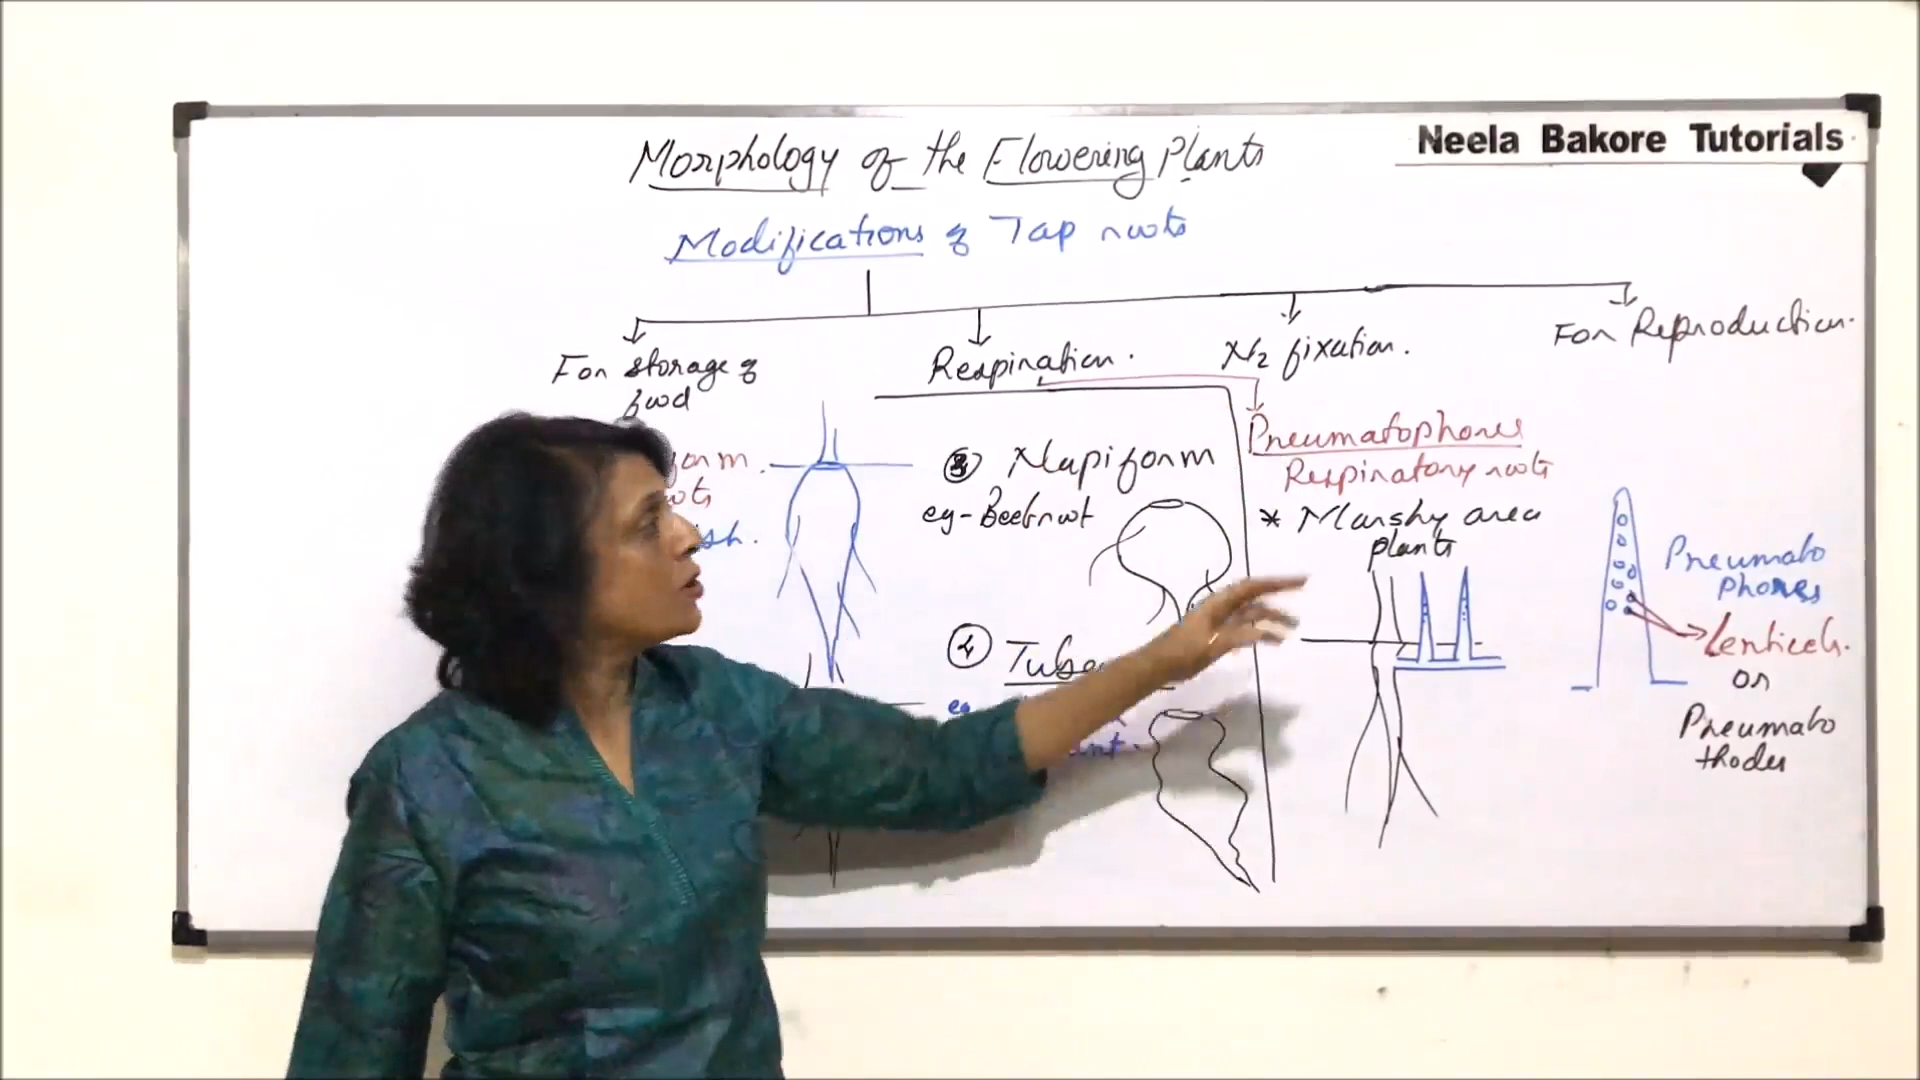 Neela Bakore Tutorials
Morphology of the Flowering Plants
Modifications of Tap roots
For storage of
food
Respiration.
N2 fixation.
For Reproduction.
③ Napiform
eg- Beetroot
④
eg
Pneumatophores
Respiratory roots
* Marshy area
plants
Pneumato
phores
Lenticels.
or
Pneumato
thodes